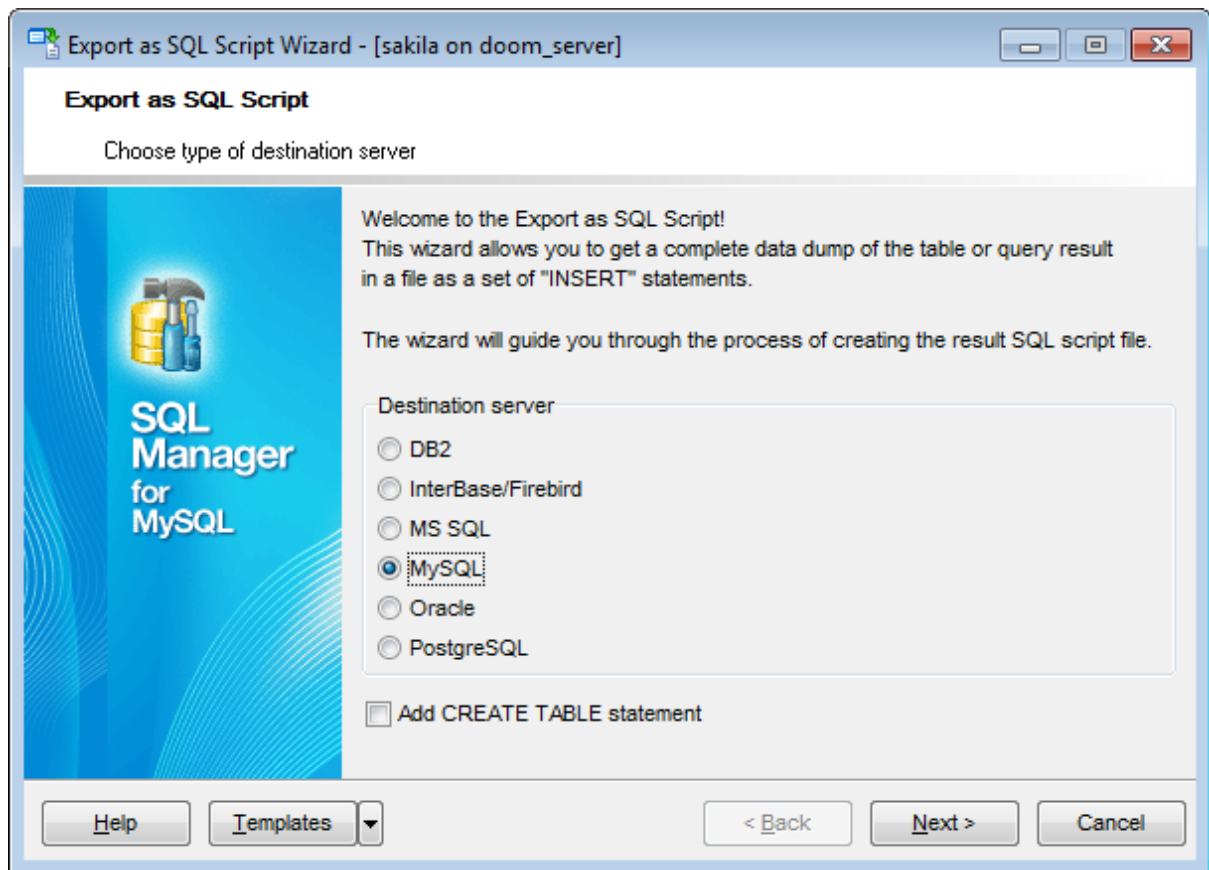 Export as SQL Script Wizard - [sakila on doom_server]
Export as SQL Script
Choose type of destination server
Welcome to the Export as SQL Script!
This wizard allows you to get a complete data dump of the table or query result
in a file as a set of "INSERT" statements.
The wizard will guide you through the process of creating the result SQL script file.
SQL
Manager
for
MySQL
Destination server
DB2
InterBase/Firebird
MS SQL
MySQL
Oracle
PostgreSQL
Add CREATE TABLE statement
Help
Templates
< Back
Next >
Cancel